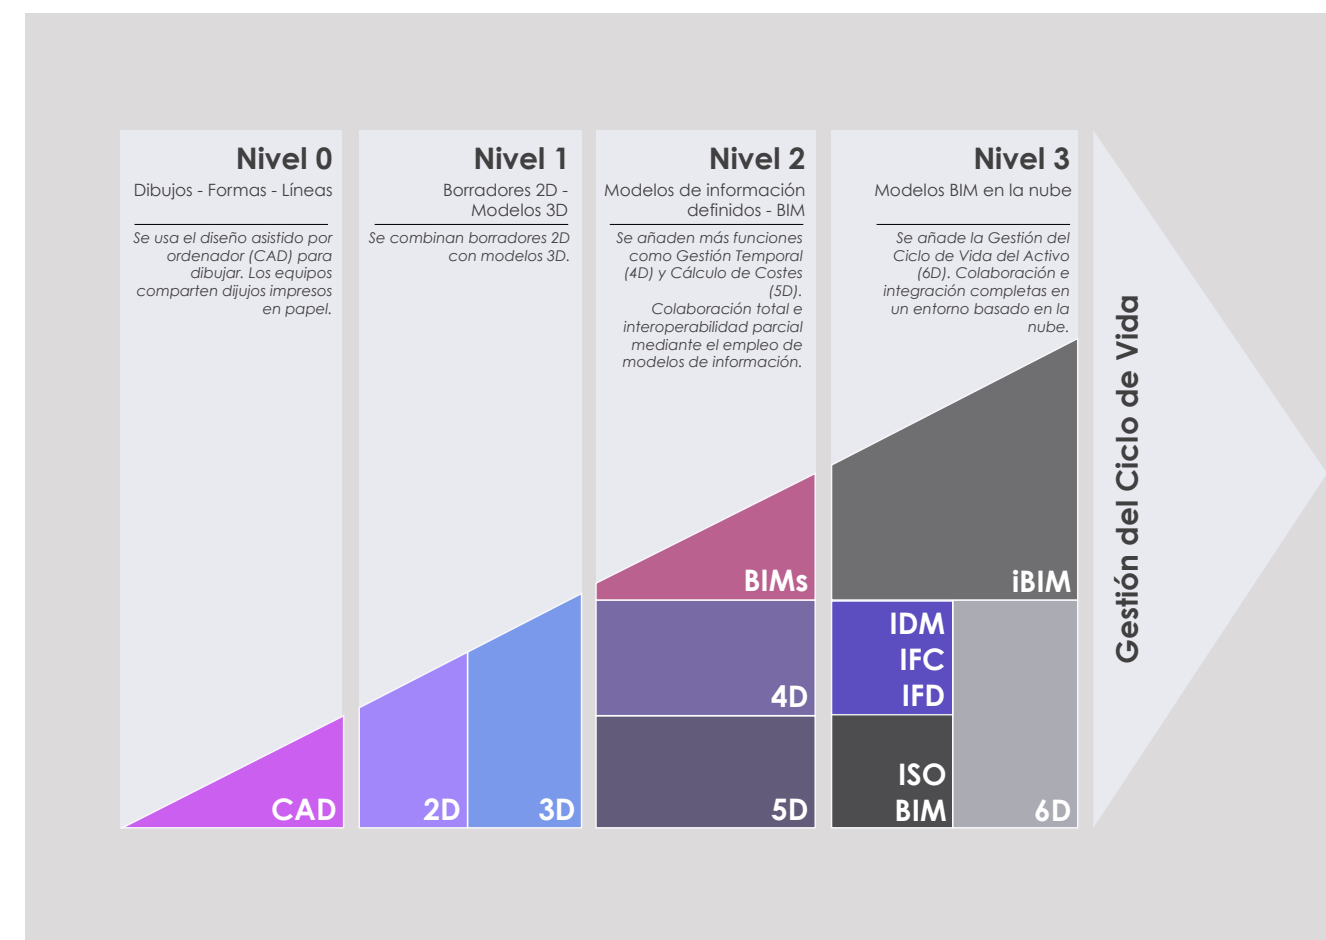 Nivel 0
Dibujos - Formas - Líneas
Se usa el diseño asistido por
ordenador (CAD) para
dibujar. Los equipos
comparten dijujos impresos
en papel.
CAD
Nivel 1
Borradores 2D -
Modelos 3D
Se combinan borradores 2D
con modelos 3D.
2D
3D
Nivel 2
Modelos de información
definidos - BIM
Se añaden más funciones
como Gestión Temporal
(4D) y Cálculo de Costes
(5D).
Colaboración total e
interoperabilidad parcial
mediante el empleo de
modelos de información.
BIMs
4D
5D
Nivel 3
Modelos BIM en la nube
Se añade la Gestión del
Ciclo de Vida del Activo
(6D). Colaboración e
integración completas en
un entorno basado en la
nube.
iBIM
IDM
IFC
IFD
ISO
BIM
6D
Gestión del Ciclo de Vida